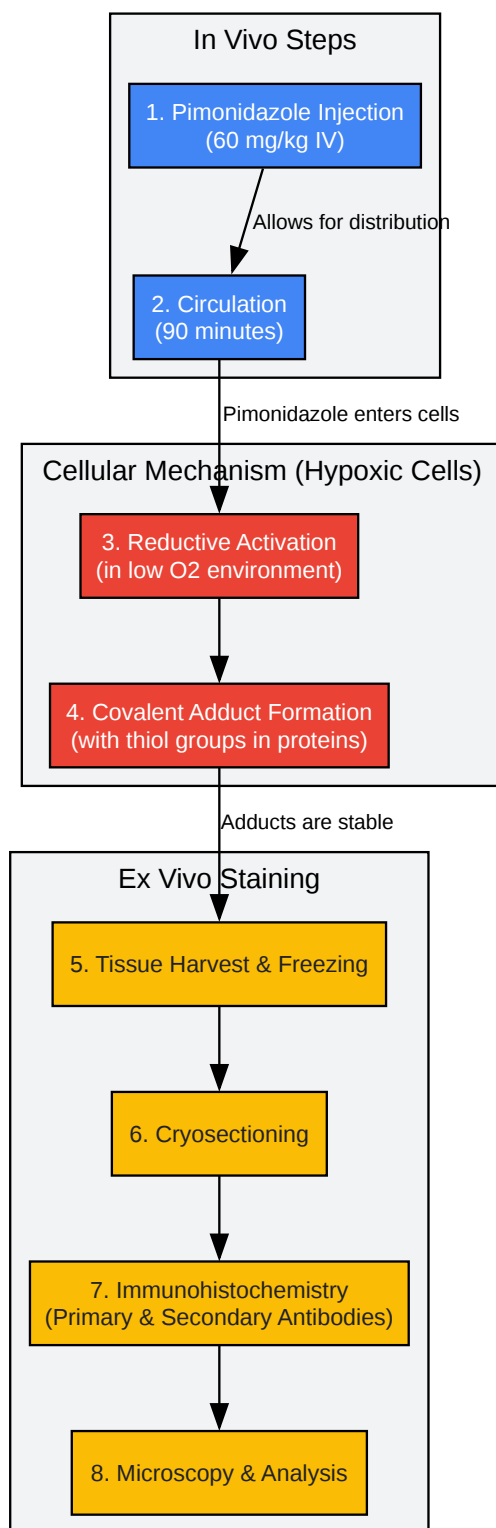 In Vivo Steps
1. Pimonidazole Injection
(60 mg/kg IV)
Allows for distribution
2. Circulation
(90 minutes)
Pimonidazole enters cells
Cellular Mechanism (Hypoxic Cells)
3. Reductive Activation
(in low O2 environment)
4. Covalent Adduct Formation
(with thiol groups in proteins)
Adducts are stable
Ex Vivo Staining
5. Tissue Harvest & Freezing
6. Cryosectioning
7. Immunohistochemistry
(Primary & Secondary Antibodies)
8. Microscopy & Analysis